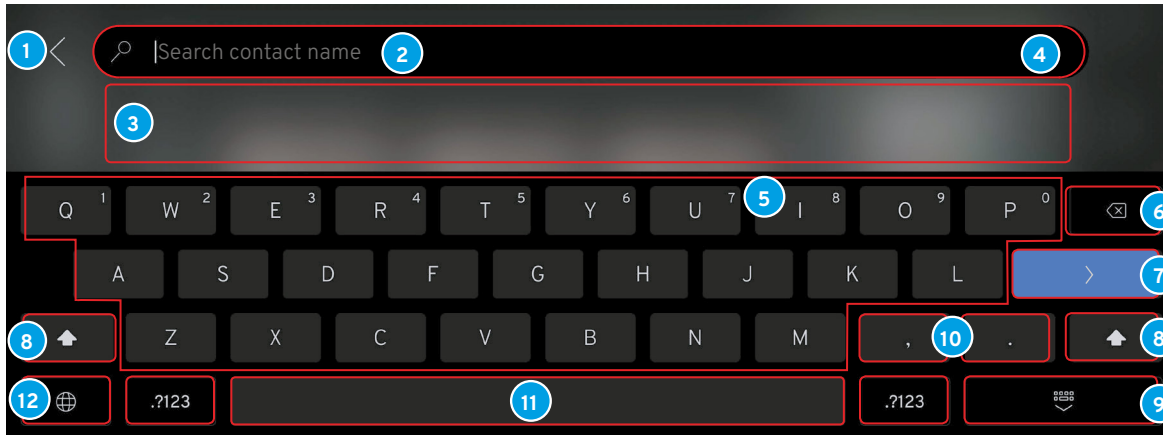 1 Search contact name 2 4
3
Q 1 W 2 E 3 R 4 T 5 Y 6 U 7 5 I 8 O 9 P 0 6
A S D F G H J K L 7
8 Z X C V B N M , 10 . 8
12 .?123 11 .?123 9